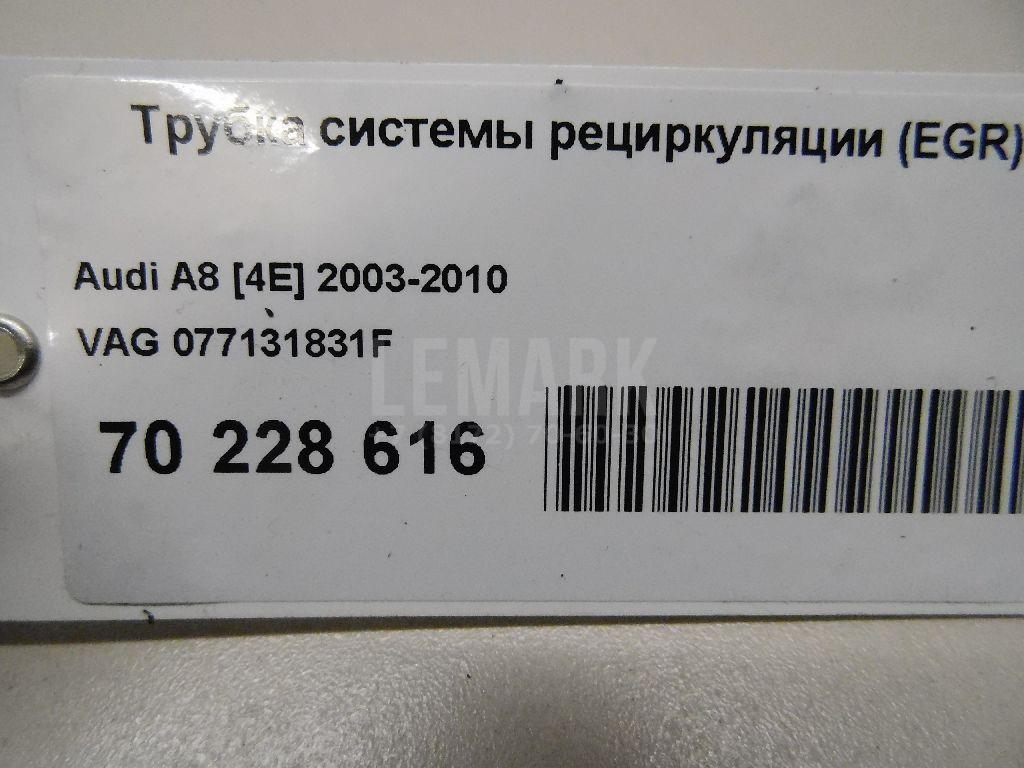 Трубка системы рециркуляции (EGR)
Audi A8 [4E] 2003-2010
VAG 077131831F
LEMARK
70 228 616